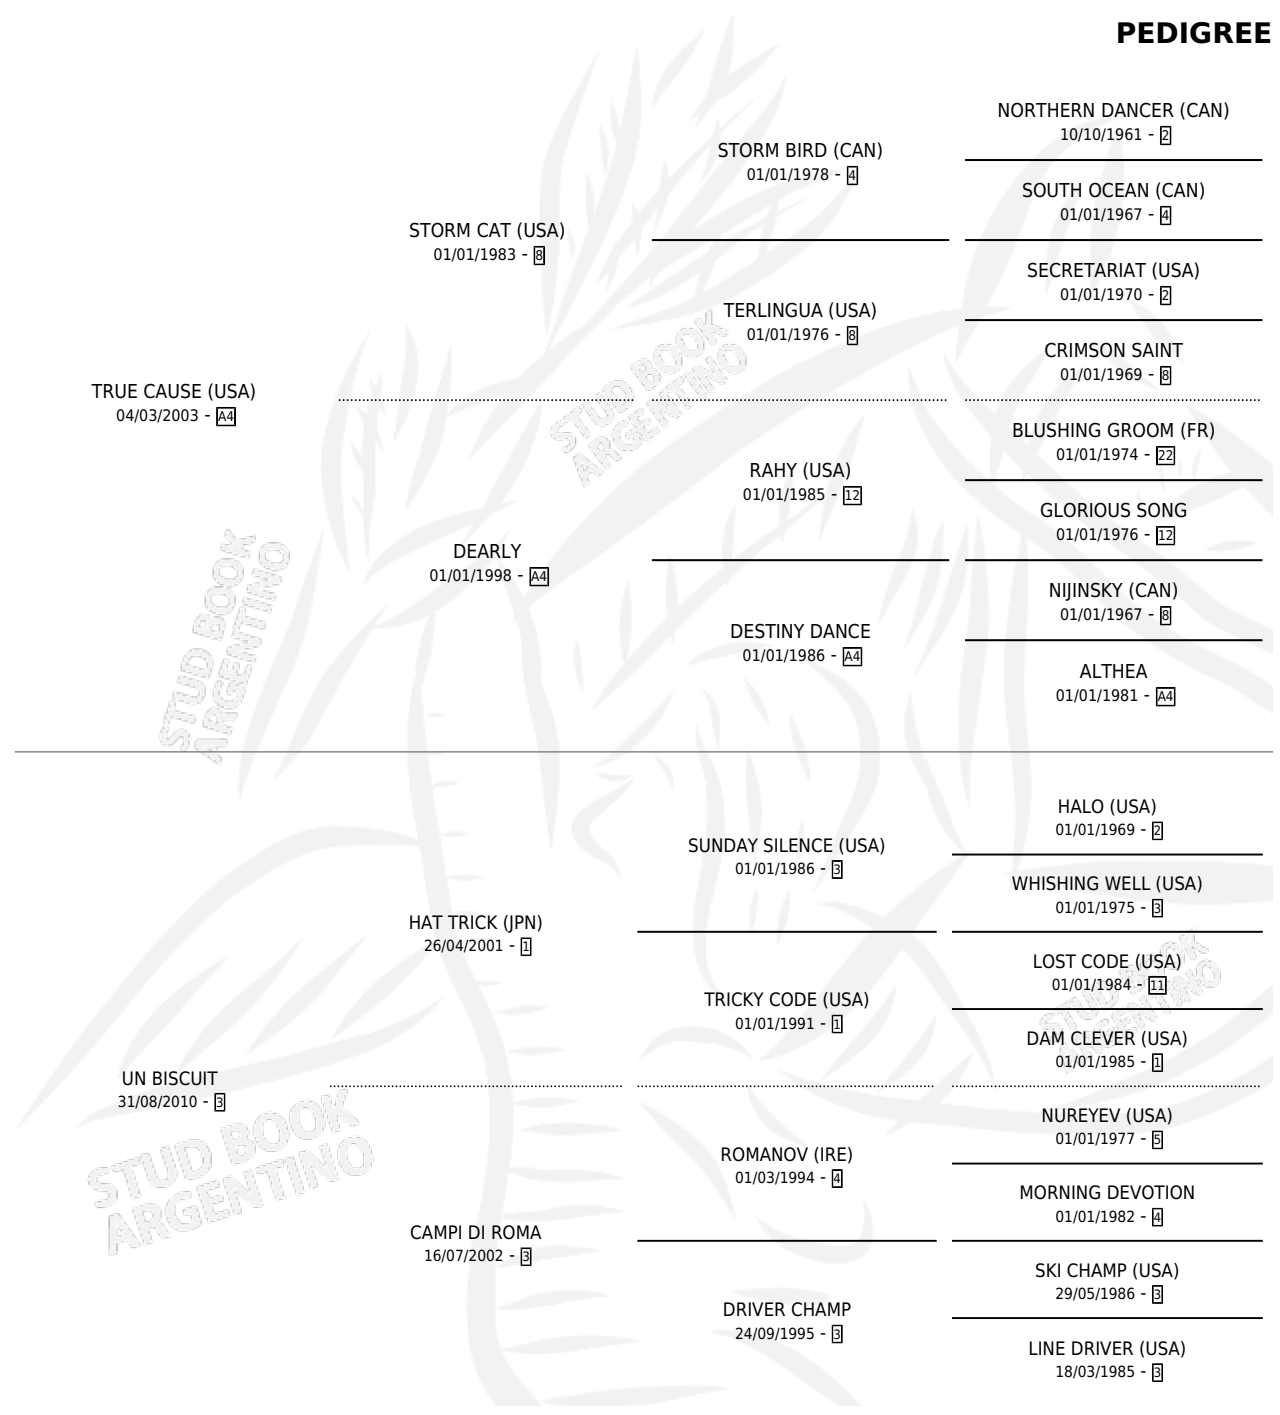 PEDIGREE
NORTHERN DANCER (CAN)
10/10/1961 - 2
STORM BIRD (CAN)
01/01/1978 - 4
SOUTH OCEAN (CAN)
01/01/1967 - 4
STORM CAT (USA)
01/01/1983 - 8
SECRETARIAT (USA)
01/01/1970 - 2
TERLINGUA (USA)
01/01/1976 - 8
CRIMSON SAINT
01/01/1969 - 8
TRUE CAUSE (USA)
04/03/2003 - A4
BLUSHING GROOM (FR)
01/01/1974 - 22
RAHY (USA)
01/01/1985 - 12
GLORIOUS SONG
01/01/1976 - 12
DEARLY
01/01/1998 - A4
NIJINSKY (CAN)
01/01/1967 - 8
DESTINY DANCE
01/01/1986 - A4
ALTHEA
01/01/1981 - A4
STUD BOOK
ARGENTINO
STUD BOOK
ARGENTINO
HALO (USA)
01/01/1969 - 2
SUNDAY SILENCE (USA)
01/01/1986 - 3
WHISHING WELL (USA)
01/01/1975 - 3
HAT TRICK (JPN)
26/04/2001 - 1
LOST CODE (USA)
01/01/1984 - 11
TRICKY CODE (USA)
01/01/1991 - 1
DAM CLEVER (USA)
01/01/1985 - 1
UN BISCUIT
31/08/2010 - 3
NUREYEV (USA)
01/01/1977 - 5
ROMANOV (IRE)
01/03/1994 - 4
MORNING DEVOTION
01/01/1982 - 4
CAMPI DI ROMA
16/07/2002 - 3
SKI CHAMP (USA)
29/05/1986 - 3
DRIVER CHAMP
24/09/1995 - 3
LINE DRIVER (USA)
18/03/1985 - 3
STUD BOOK
ARGENTINO
STUD BOOK
ARGENTINO